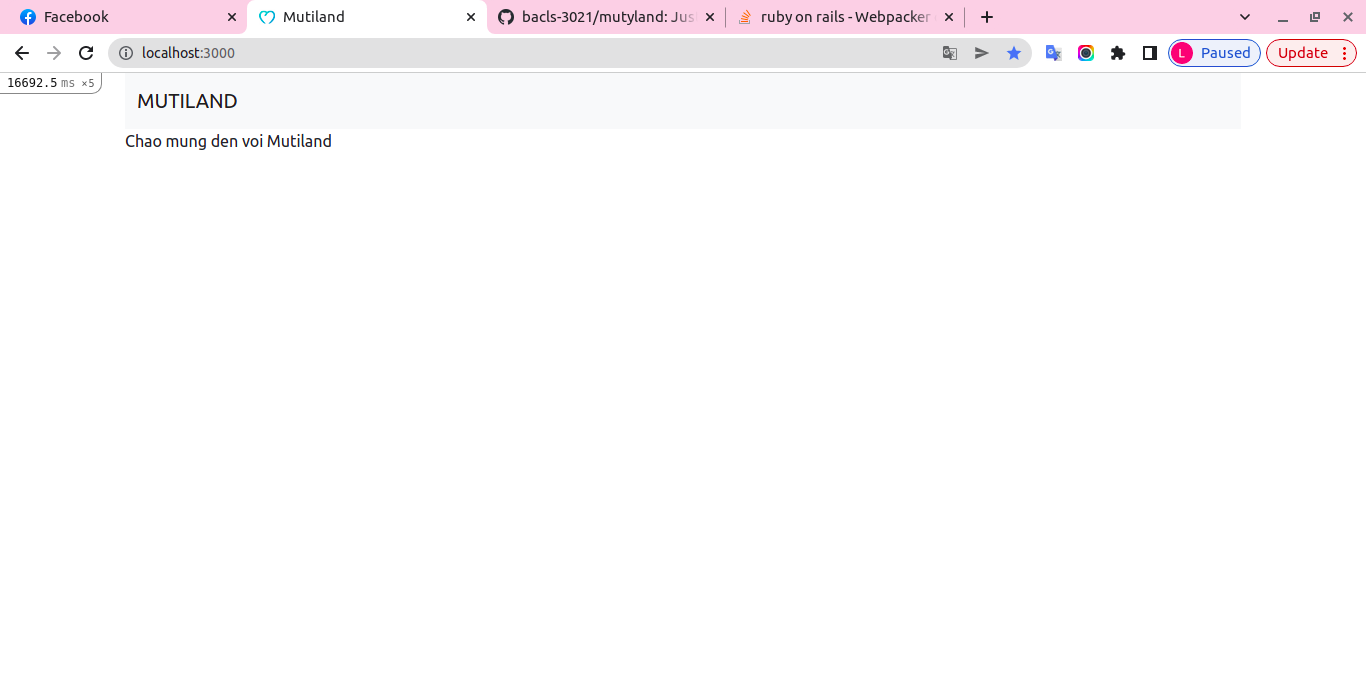 Facebook
Mutiland
bacls-3021/mutyland: Jus
ruby on rails - Webpacker
localhost:3000
L
Paused
Update
16692.5 ms ×5
MUTILAND
Chao mung den voi Mutiland